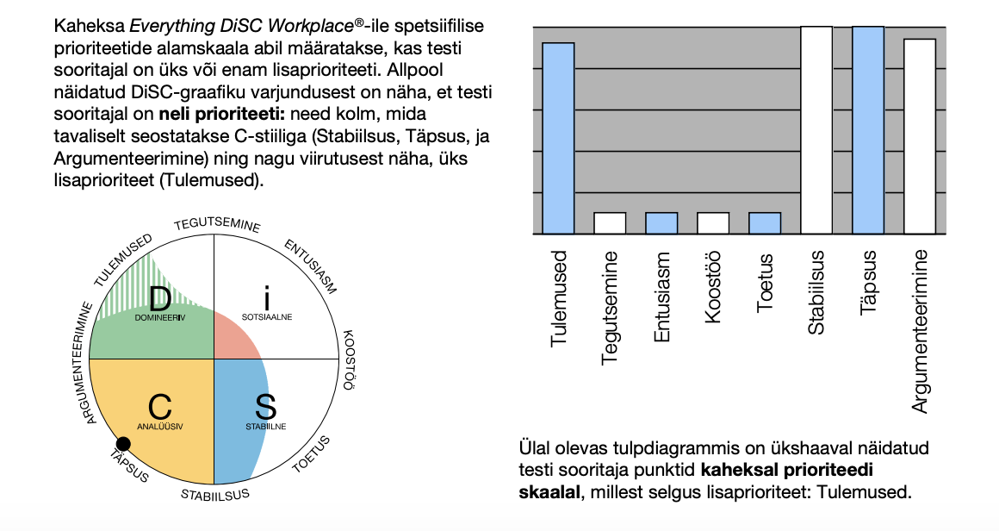 Kaheksa Everything DiSC Workplace®-ile spetsiifilise
prioriteetide alamskaala abil määratakse, kas testi
sooritajal on üks või enam lisaprioriteeti. Allpool
näidatud DiSC-graafiku varjundusest on näha, et testi
sooritajal on neli prioriteeti: need kolm, mida
tavaliselt seostatakse C-stiiliga (Stabiilsus, Täpsus, ja
Argumenteerimine) ning nagu viirutusest näha, üks
lisaprioriteet (Tulemused).
TEGUTSEMINE
TULEMUSED
ENTUSIASM
D
DOMINEERIV
i
SOTSIAALNE
ARGUMENTEERIMINE
KOOSTÖÖ
C
ANALÜÜSIV
S
STABIILNE
TÄPSUS
TOETUS
STABIILSUS
Tulemused
Tegutsemine
Entusiasm
Koostöö
Toetus
Stabiilsus
Täpsus
Argumenteerimine
Ülal olevas tulpdiagrammis on ükshaaval näidatud
testi sooritaja punktid kaheksal prioriteedi
skaalal, millest selgus lisaprioriteet: Tulemused.